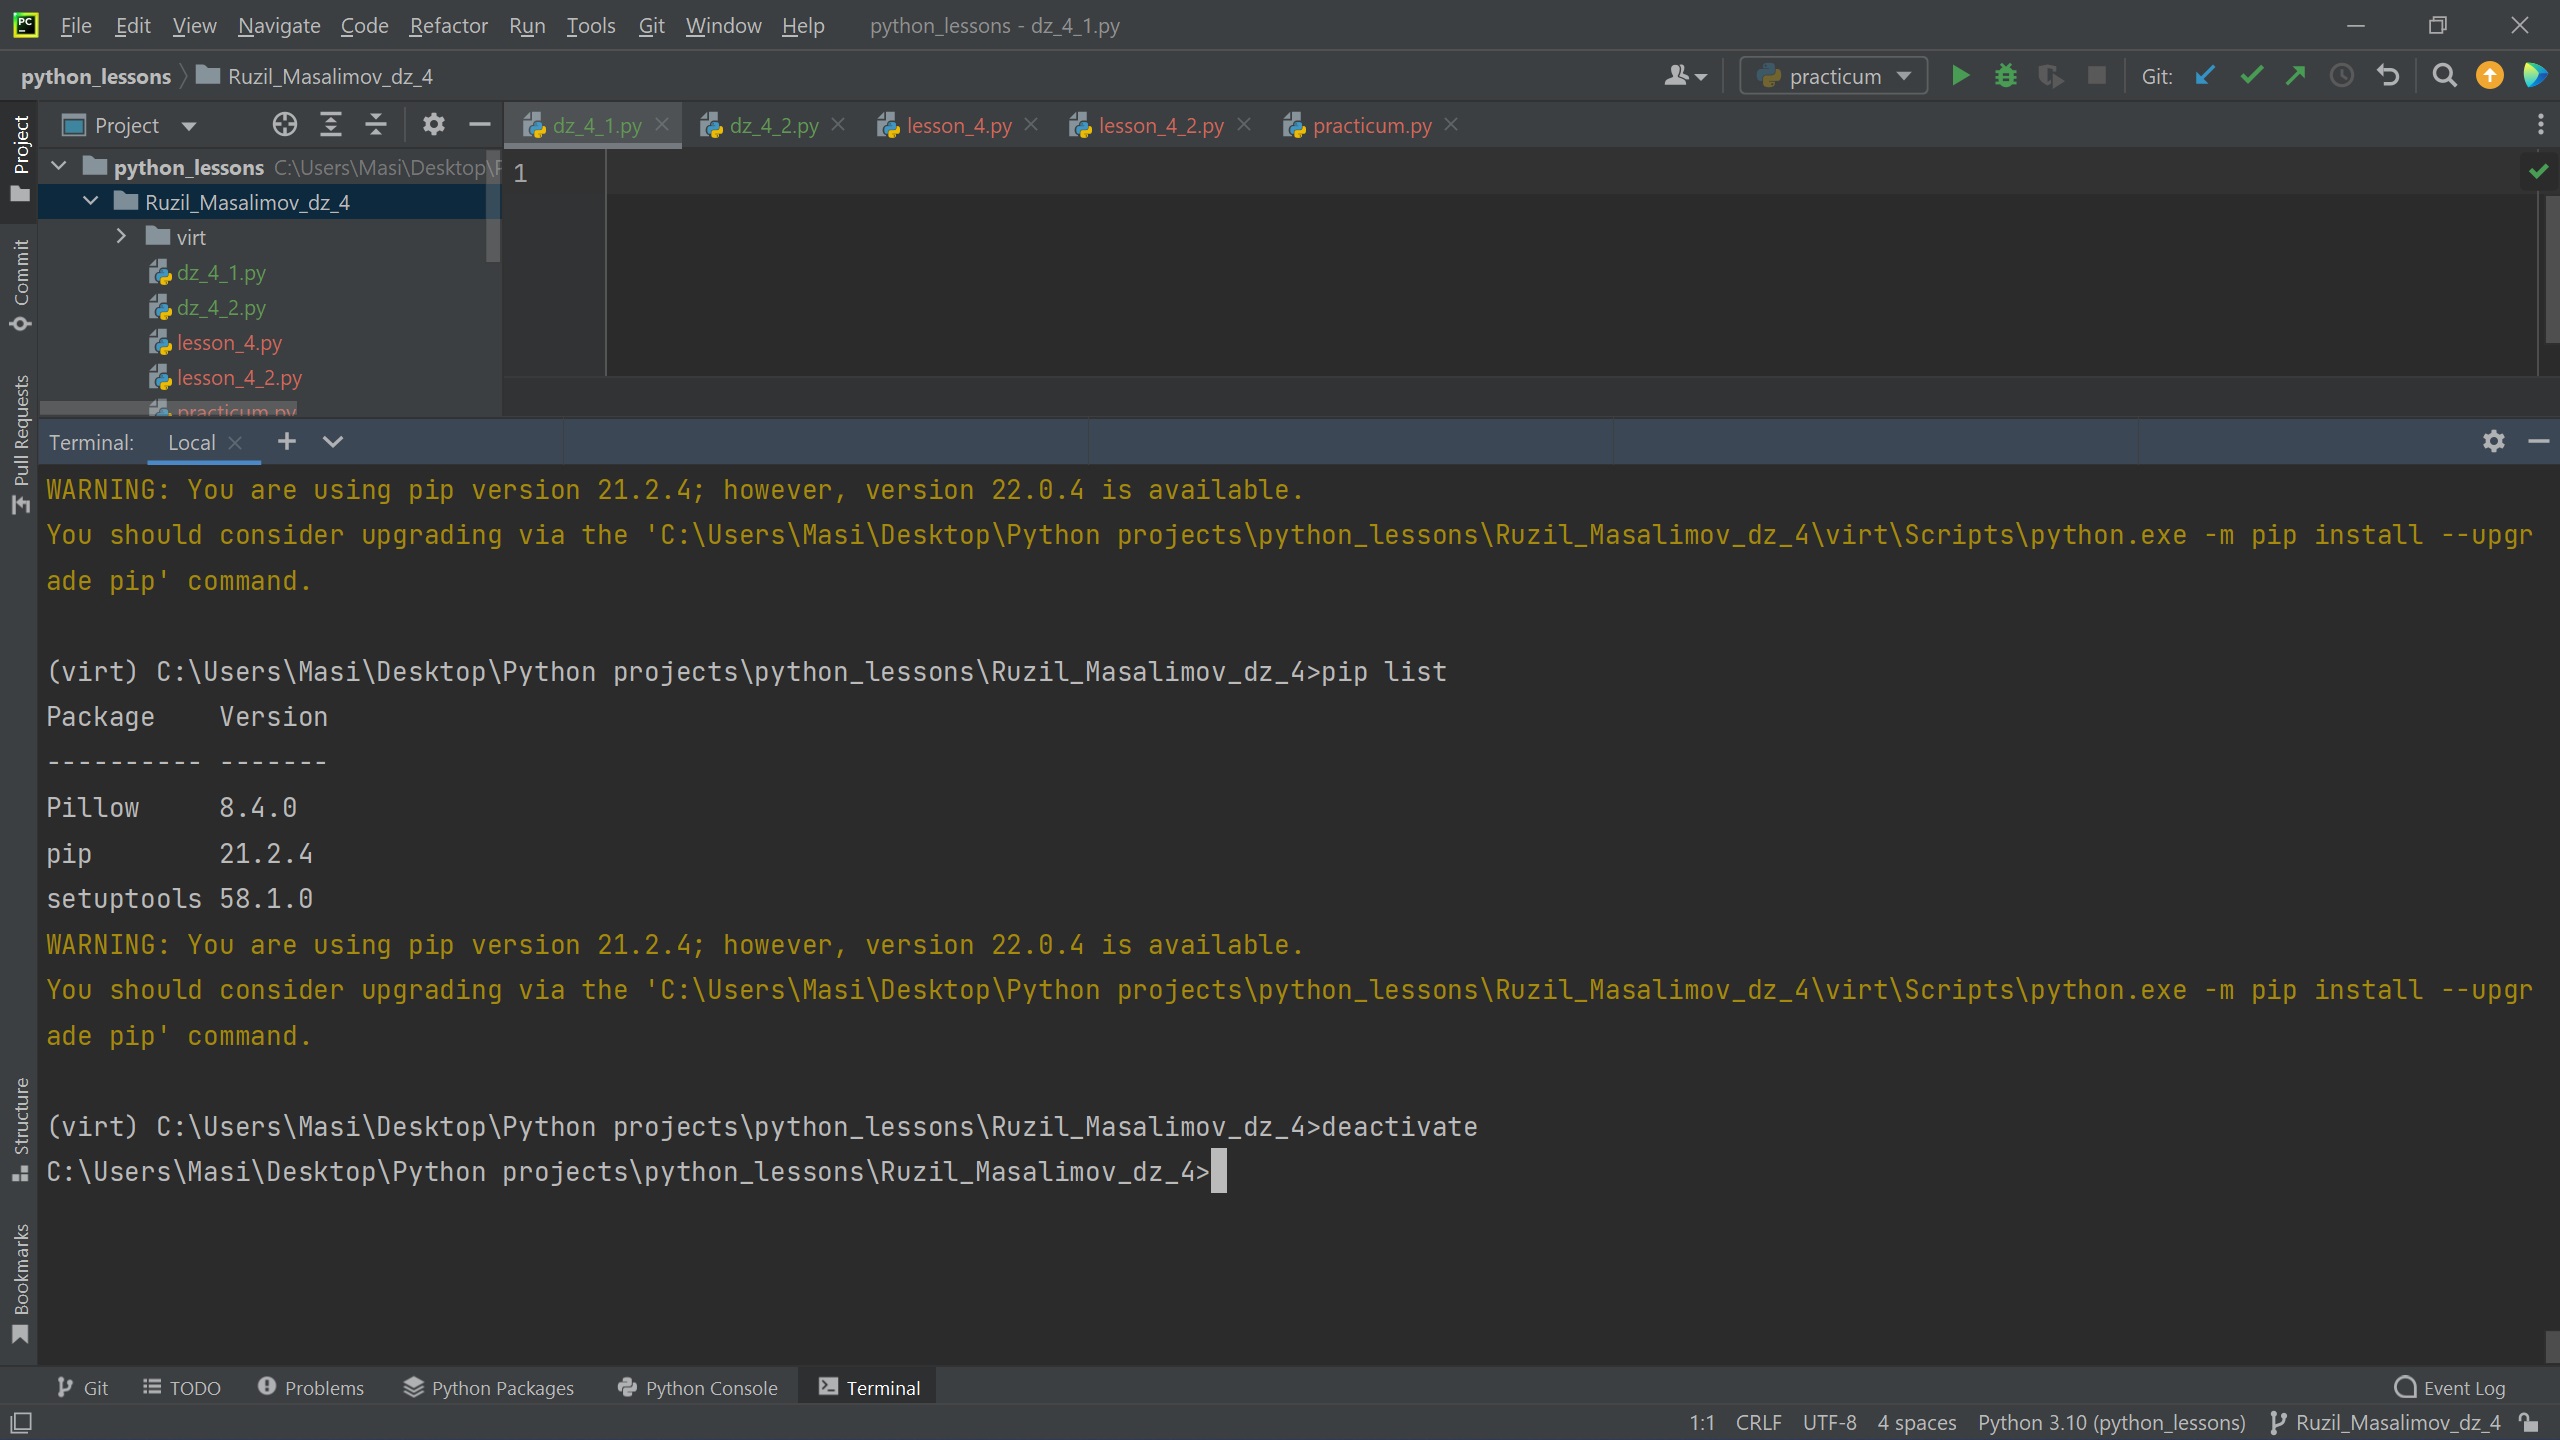 File Edit View Navigate Code Refactor Run Tools Git Window Help python_lessons - dz_4_1.py
python_lessons Ruzil_Masalimov_dz_4 practicum Git:
Project dz_4_1.py dz_4_2.py lesson_4.py lesson_4_2.py practicum.py
python_lessons C:\Users\Masi\Desktop\
1
Ruzil_Masalimov_dz_4
virt
dz_4_1.py
dz_4_2.py
lesson_4.py
lesson_4_2.py
practicum.py
Project
Commit
Pull Requests
Structure
Bookmarks
Terminal: Local
WARNING: You are using pip version 21.2.4; however, version 22.0.4 is available.
You should consider upgrading via the 'C:\Users\Masi\Desktop\Python projects\python_lessons\Ruzil_Masalimov_dz_4\virt\Scripts\python.exe -m pip install --upgr
ade pip' command.
(virt) C:\Users\Masi\Desktop\Python projects\python_lessons\Ruzil_Masalimov_dz_4>pip list
Package    Version
---------- -------
Pillow     8.4.0
pip        21.2.4
setuptools 58.1.0
WARNING: You are using pip version 21.2.4; however, version 22.0.4 is available.
You should consider upgrading via the 'C:\Users\Masi\Desktop\Python projects\python_lessons\Ruzil_Masalimov_dz_4\virt\Scripts\python.exe -m pip install --upgr
ade pip' command.
(virt) C:\Users\Masi\Desktop\Python projects\python_lessons\Ruzil_Masalimov_dz_4>deactivate
C:\Users\Masi\Desktop\Python projects\python_lessons\Ruzil_Masalimov_dz_4>
Git TODO Problems Python Packages Python Console Terminal Event Log
1:1 CRLF UTF-8 4 spaces Python 3.10 (python_lessons) Ruzil_Masalimov_dz_4